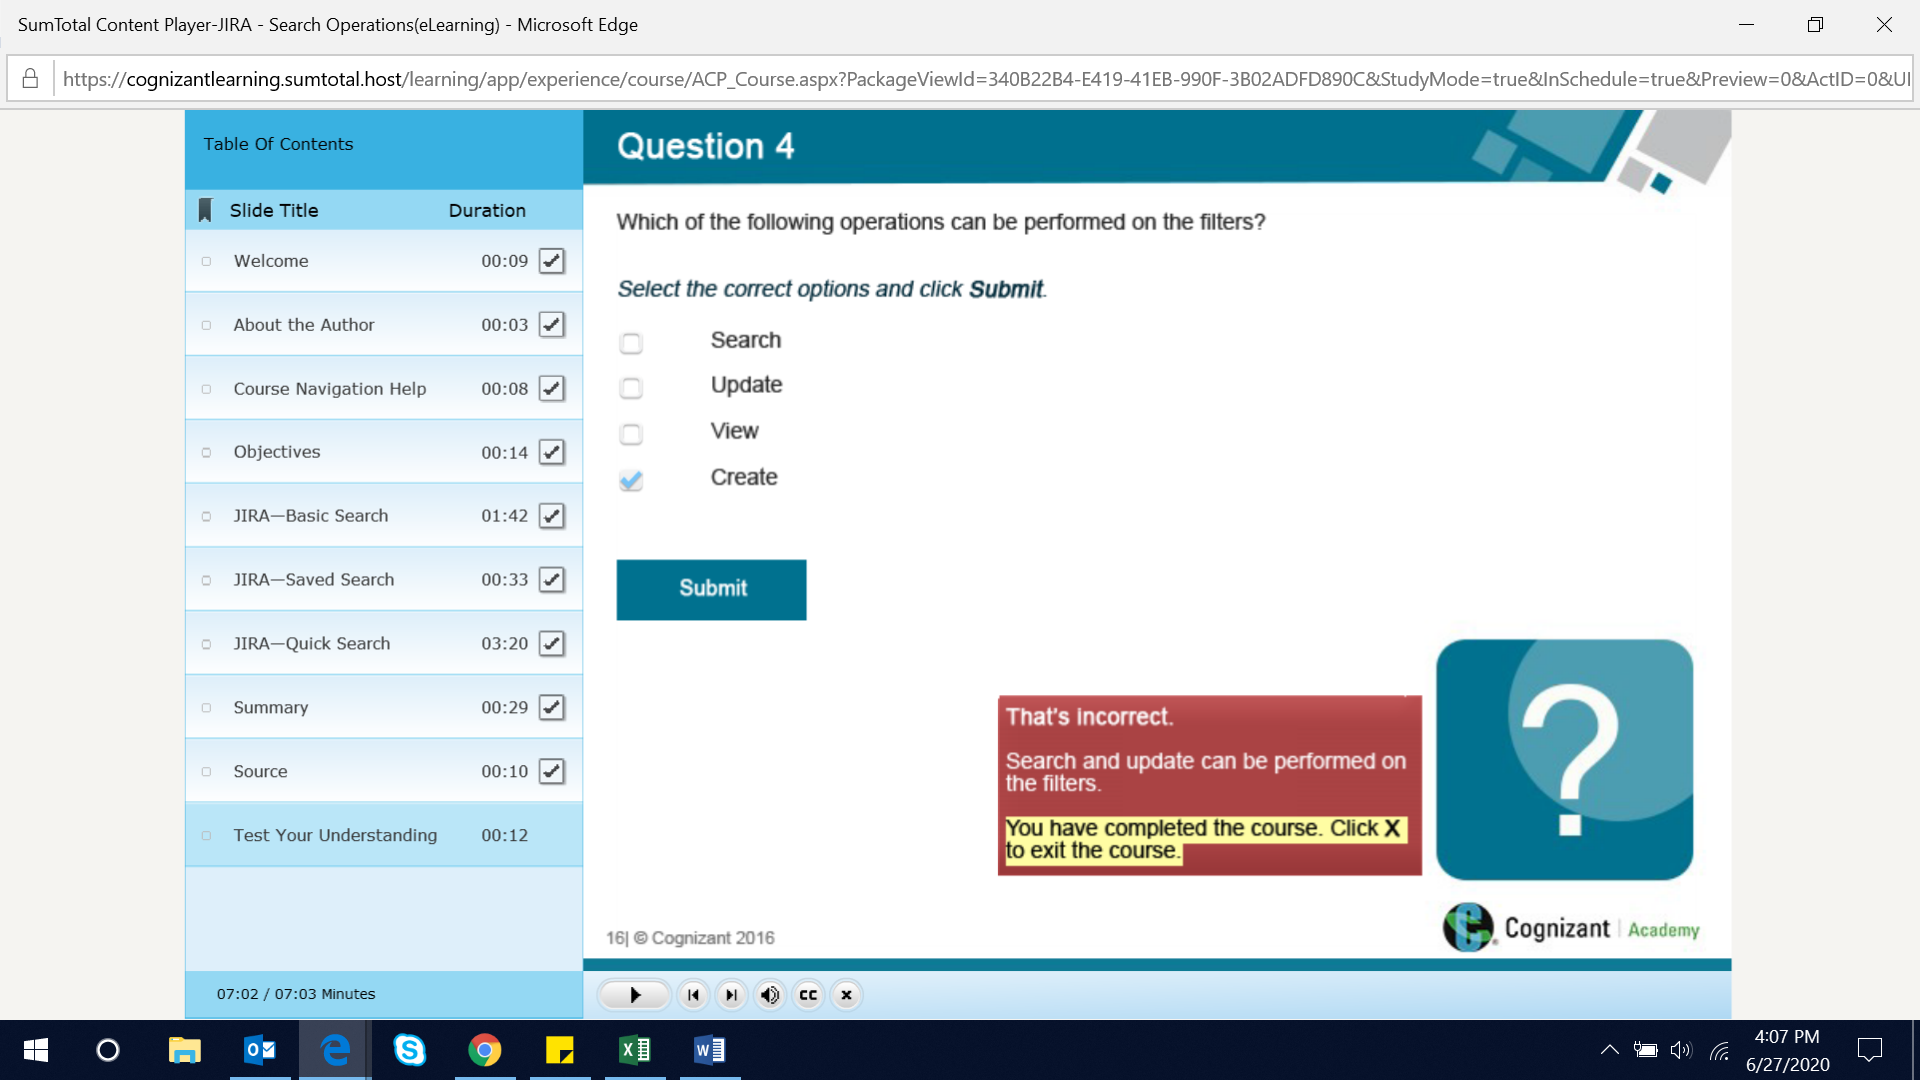 SumTotal Content Player-JIRA - Search Operations(eLearning) - Microsoft Edge
https://cognizantlearning.sumtotal.host/learning/app/experience/course/ACP_Course.aspx?PackageViewId=340B22B4-E419-41EB-990F-3B02ADFD890C&StudyMode=true&InSchedule=true&Preview=0&ActID=0&UI
Table Of Contents
Slide Title Duration
Welcome 00:09
About the Author 00:03
Course Navigation Help 00:08
Objectives 00:14
JIRA—Basic Search 01:42
JIRA—Saved Search 00:33
JIRA—Quick Search 03:20
Summary 00:29
Source 00:10
Test Your Understanding 00:12
07:02 / 07:03 Minutes
Question 4
Which of the following operations can be performed on the filters?
Select the correct options and click Submit.
Search
Update
View
Create
Submit
That's incorrect.
Search and update can be performed on
the filters.
You have completed the course. Click X
to exit the course.
?
16| © Cognizant 2016
Cognizant | Academy
CC
4:07 PM
6/27/2020